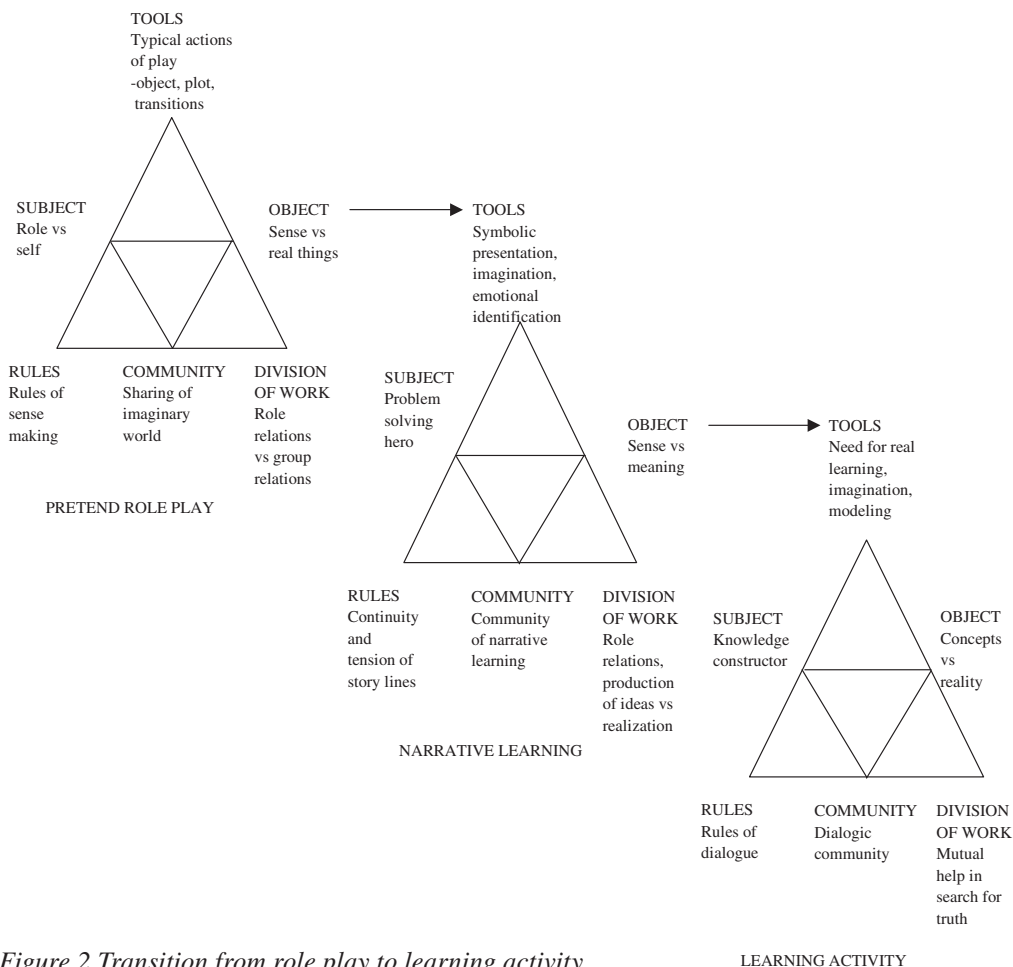 TOOLS
Typical actions
of play
-object, plot,
transitions
SUBJECT
Role vs
self
OBJECT
Sense vs
real things
RULES
Rules of
sense
making
COMMUNITY
Sharing of
imaginary
world
DIVISION
OF WORK
Role
relations
vs group
relations
PRETEND ROLE PLAY
TOOLS
Symbolic
presentation,
imagination,
emotional
identification
SUBJECT
Problem
solving
hero
OBJECT
Sense vs
meaning
RULES
Continuity
and
tension of
story lines
COMMUNITY
Community
of narrative
learning
DIVISION
OF WORK
Role
relations,
production
of ideas vs
realization
NARRATIVE LEARNING
TOOLS
Need for real
learning,
imagination,
modeling
SUBJECT
Knowledge
constructor
OBJECT
Concepts
vs
reality
RULES
Rules of
dialogue
COMMUNITY
Dialogic
community
DIVISION
OF WORK
Mutual
help in
search for
truth
LEARNING ACTIVITY
Figure 2 Transition from role play to learning activity